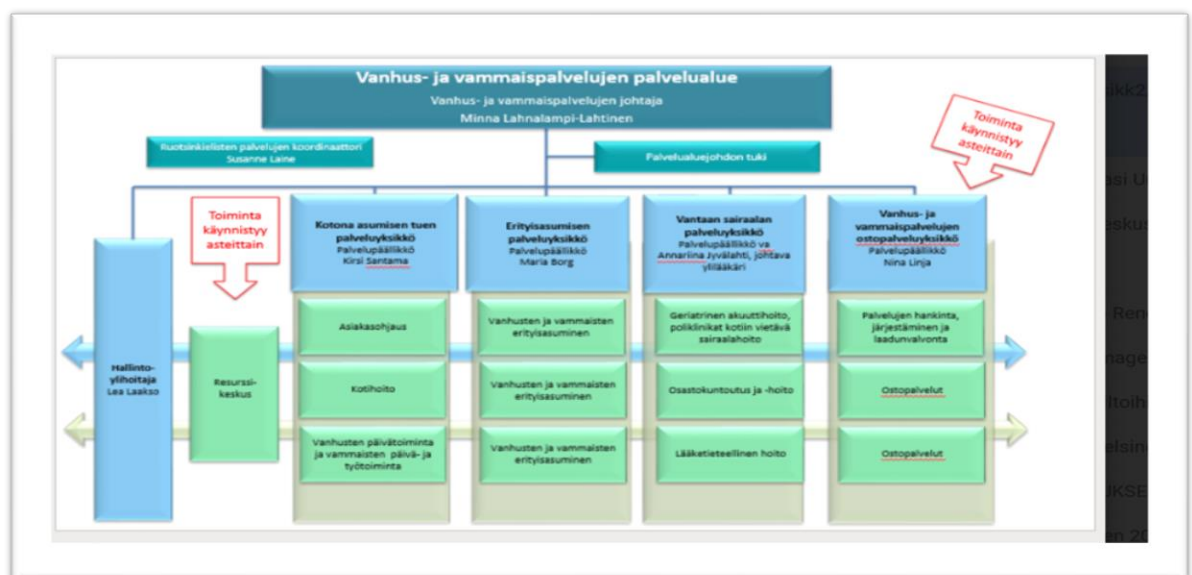 Vanhus- ja vammaispalvelujen palvelualue
Vanhus- ja vammaispalvelujen johtaja
Minna Lahnalampi-Lahtinen
Ruotsinkielisten palvelujen koordinaattori
Susanne Laine
Palvelualuejohdon tuki
Toiminta
käynnistyy
asteittain
Hallinto-
ylihoitaja
Lea Laakso
Toiminta
käynnistyy
asteittain
Resurssi-
keskus
Kotona asumisen tuen
palveluyksikkö
Palvelupäällikkö
Kirsi Santama
Asiakasohjaus
Kotihoito
Vanhusten päivätoiminta
ja vammaisten päivä- ja
työtoiminta
Erityisasumisen
palveluyksikkö
Palvelupäällikkö
Maria Borg
Vanhusten ja vammaisten
erityisasuminen
Vanhusten ja vammaisten
erityisasuminen
Vanhusten ja vammaisten
erityisasuminen
Vantaan sairaalan
palveluyksikkö
Palvelupäällikkö va
Annariina Jyvälahti, johtava
ylilääkäri
Geriatrinen akuuttihoito,
poliklinikat kotiin vietävä
sairaalahoito
Osastokuntoutus ja -hoito
Lääketieteellinen hoito
Vanhus- ja
vammaispalvelujen
ostopalveluyksikkö
Palvelupäällikkö
Nina Linja
Palvelujen hankinta,
järjestäminen ja
laadunvalvonta
Ostopalvelut
Ostopalvelut